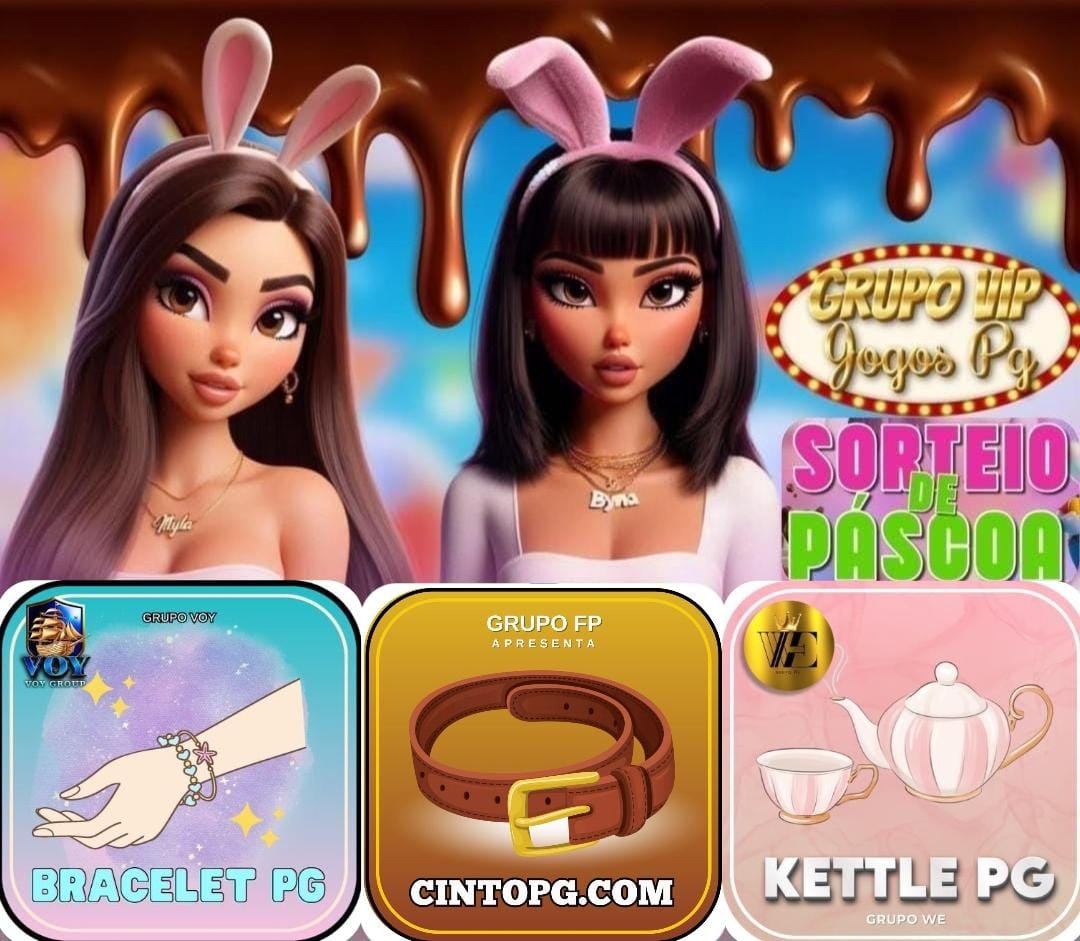 Myla
Byna
GRUPO VIP
Jogos Pg
SORTEIO
DE
PÁSCOA
VOY
VOY GROUP
GRUPO VOY
BRACELET PG
GRUPO FP
APRESENTA
CINTOPG.COM
WE
KETTLE PG
GRUPO WE